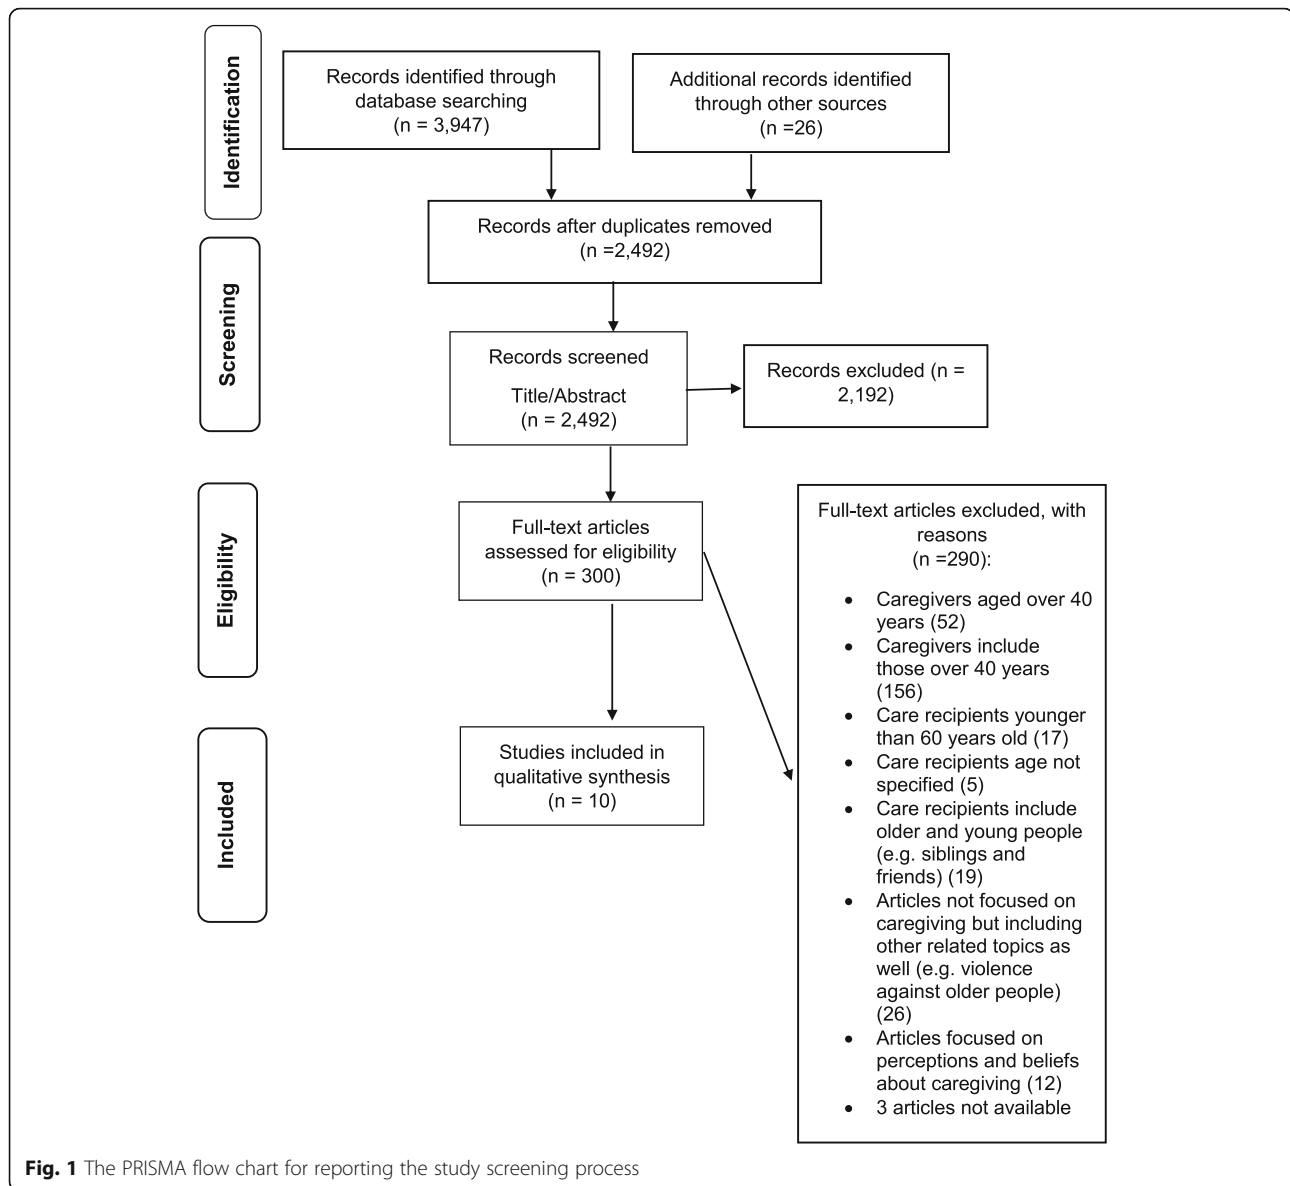 Identification
Records identified through
database searching
(n = 3,947)
Additional records identified
through other sources
(n =26)
Records after duplicates removed
(n =2,492)
Screening
Records screened
Title/Abstract
(n = 2,492)
Records excluded (n =
2,192)
Eligibility
Full-text articles
assessed for eligibility
(n = 300)
Full-text articles excluded, with
reasons
(n =290):
• Caregivers aged over 40
years (52)
• Caregivers include
those over 40 years
(156)
• Care recipients younger
than 60 years old (17)
• Care recipients age not
specified (5)
• Care recipients include
older and young people
(e.g. siblings and
friends) (19)
• Articles not focused on
caregiving but including
other related topics as
well (e.g. violence
against older people)
(26)
• Articles focused on
perceptions and beliefs
about caregiving (12)
• 3 articles not available
Included
Studies included in
qualitative synthesis
(n = 10)
Fig. 1 The PRISMA flow chart for reporting the study screening process